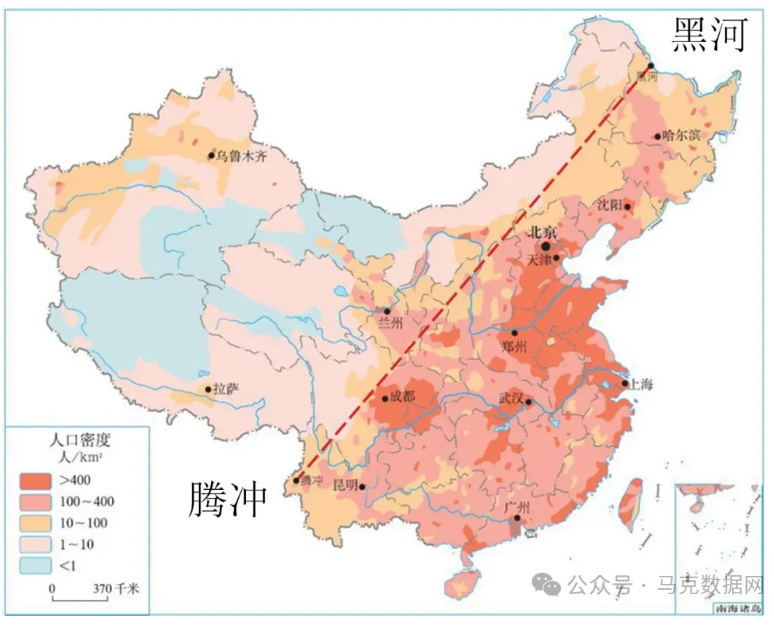 黑河
黑河
哈尔滨
乌鲁木齐
沈阳
北京
天津
兰州
郑州
拉萨
成都
武汉
上海
人口密度
人/km²
>400
100~400
10~100
1~10
<1
0 370 千米
腾冲
腾冲
昆明
广州
公众号 · 马克数据网
南海诸岛